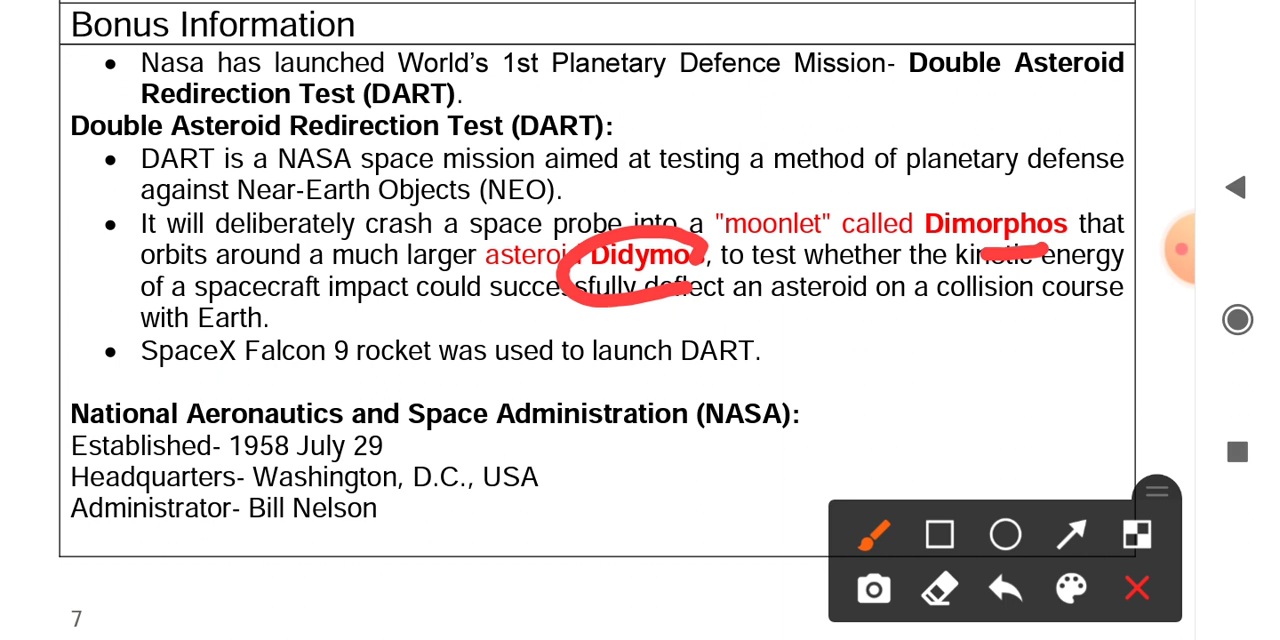 Bonus Information
• Nasa has launched World's 1st Planetary Defence Mission- Double Asteroid
Redirection Test (DART).
Double Asteroid Redirection Test (DART):
• DART is a NASA space mission aimed at testing a method of planetary defense
against Near-Earth Objects (NEO).
• It will deliberately crash a space probe into a "moonlet" called Dimorphos that
orbits around a much larger asteroid Didymos, to test whether the kinetic energy
of a spacecraft impact could successfully deflect an asteroid on a collision course
with Earth.
• SpaceX Falcon 9 rocket was used to launch DART.
National Aeronautics and Space Administration (NASA):
Established- 1958 July 29
Headquarters- Washington, D.C., USA
Administrator- Bill Nelson
7